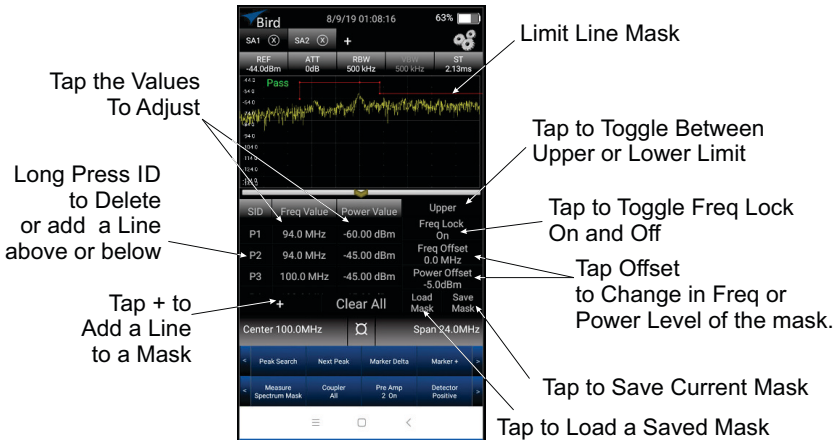 Bird
8/9/19 01:08:16
63%
SA1 ⓧ SA2 ⓧ +
REF ATT RBW VBW ST
-44.0dBm 0dB 500 kHz 500 kHz 2.13ms
Pass
Limit Line Mask
Tap the Values
To Adjust
Tap to Toggle Between
Upper or Lower Limit
Long Press ID
to Delete
or add a Line
above or below
SID Freq Value Power Value
P1 94.0 MHz -60.00 dBm
P2 94.0 MHz -45.00 dBm
P3 100.0 MHz -45.00 dBm
Upper
Freq Lock
On
Freq Offset
0.0 MHz
Power Offset
-5.0dBm
Tap to Toggle Freq Lock
On and Off
Tap Offset
to Change in Freq or
Power Level of the mask.
Tap + to
Add a Line
to a Mask
+ Clear All
Load
Mask
Save
Mask
Center 100.0MHz
Span 24.0MHz
< Peak Search Next Peak Marker Delta Marker + >
< Measure
Spectrum Mask
Coupler
All
Pre Amp
2 On
Detector
Positive >
Tap to Save Current Mask
Tap to Load a Saved Mask